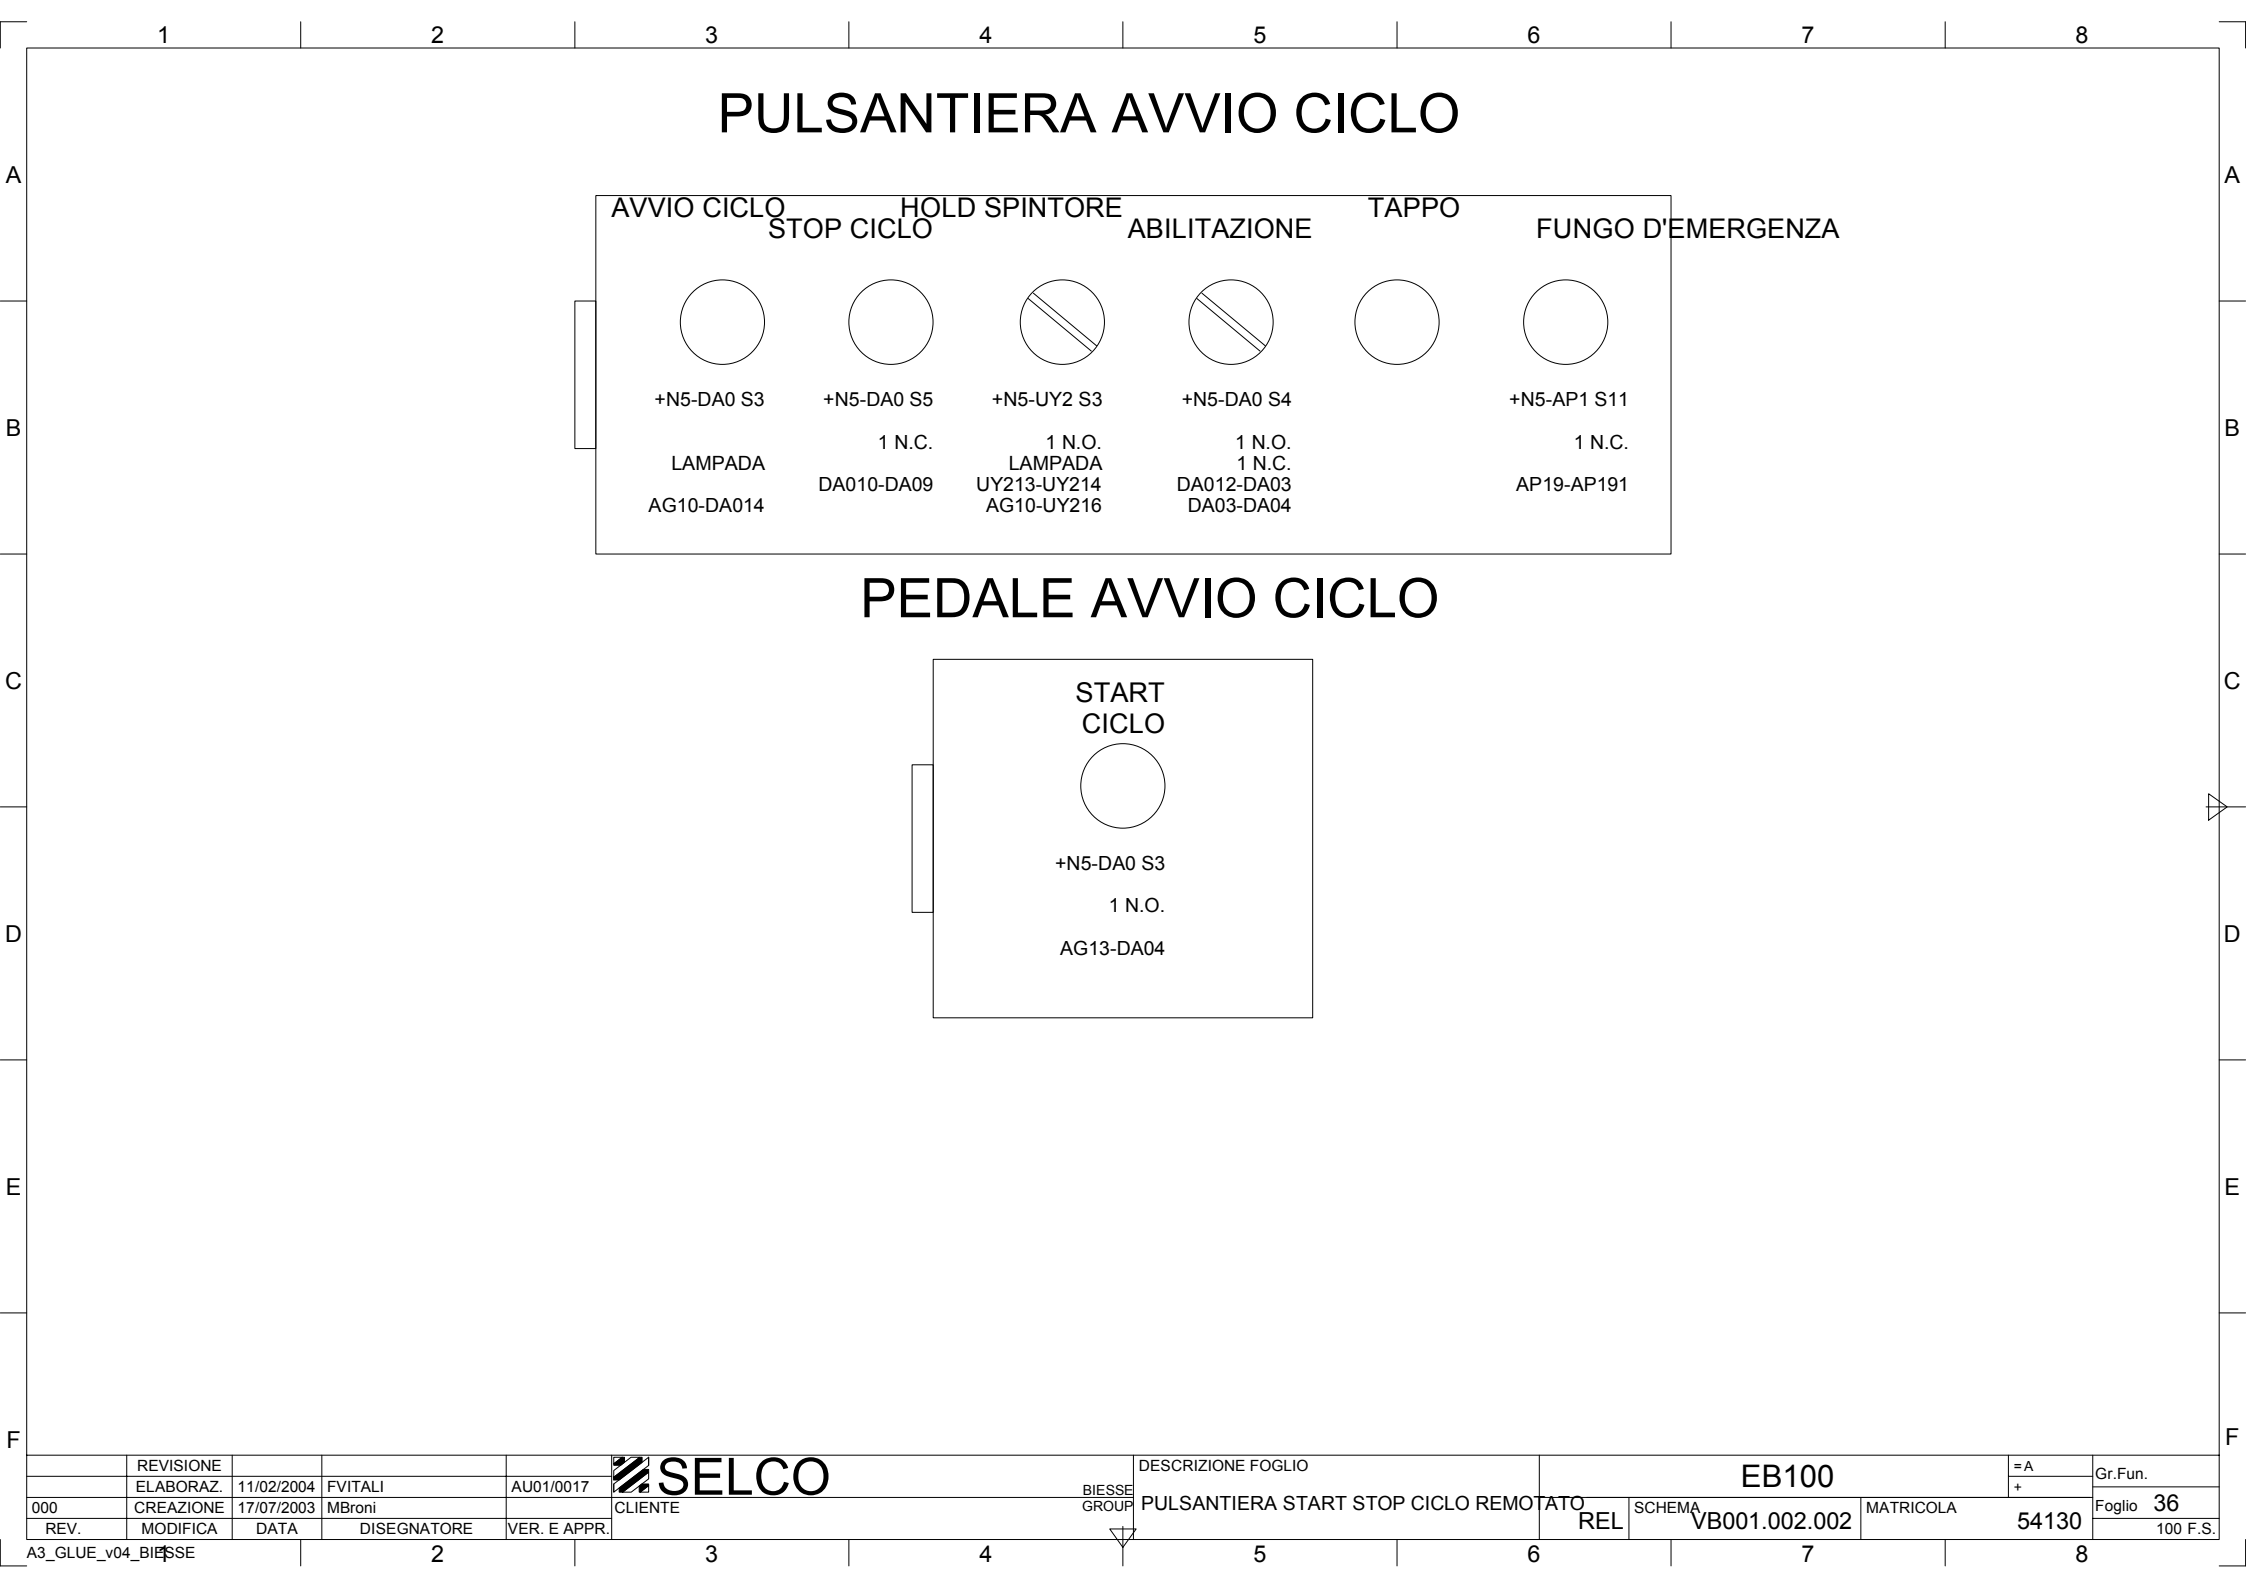 1 2 3 4 5 6 7 8
PULSANTIERA AVVIO CICLO
A A
AVVIO CICLO HOLD SPINTORE TAPPO
STOP CICLO ABILITAZIONE FUNGO D'EMERGENZA
+N5-DA0 S3 +N5-DA0 S5 +N5-UY2 S3 +N5-DA0 S4 +N5-AP1 S11
B B
1 N.C. 1 N.O. 1 N.O. 1 N.C.
LAMPADA LAMPADA 1 N.C.
DA010-DA09 UY213-UY214 DA012-DA03 AP19-AP191
AG10-DA014 AG10-UY216 DA03-DA04
PEDALE AVVIO CICLO
C C
START
CICLO
+N5-DA0 S3
1 N.O.
D D
AG13-DA04
E E
F F
REVISIONE
ELABORAZ. 11/02/2004 FVITALI AU01/0017
000 CREAZIONE 17/07/2003 MBroni
REV. MODIFICA DATA DISEGNATORE VER. E APPR.
SELCO
CLIENTE
BIESSE
GROUP
DESCRIZIONE FOGLIO
PULSANTIERA START STOP CICLO REMOTATO
EB100
REL SCHEMA VB001.002.002 MATRICOLA 54130
= A
+
Gr.Fun.
Foglio 36
100 F.S.
A3_GLUE_v04_BIESSE
1 2 3 4 5 6 7 8